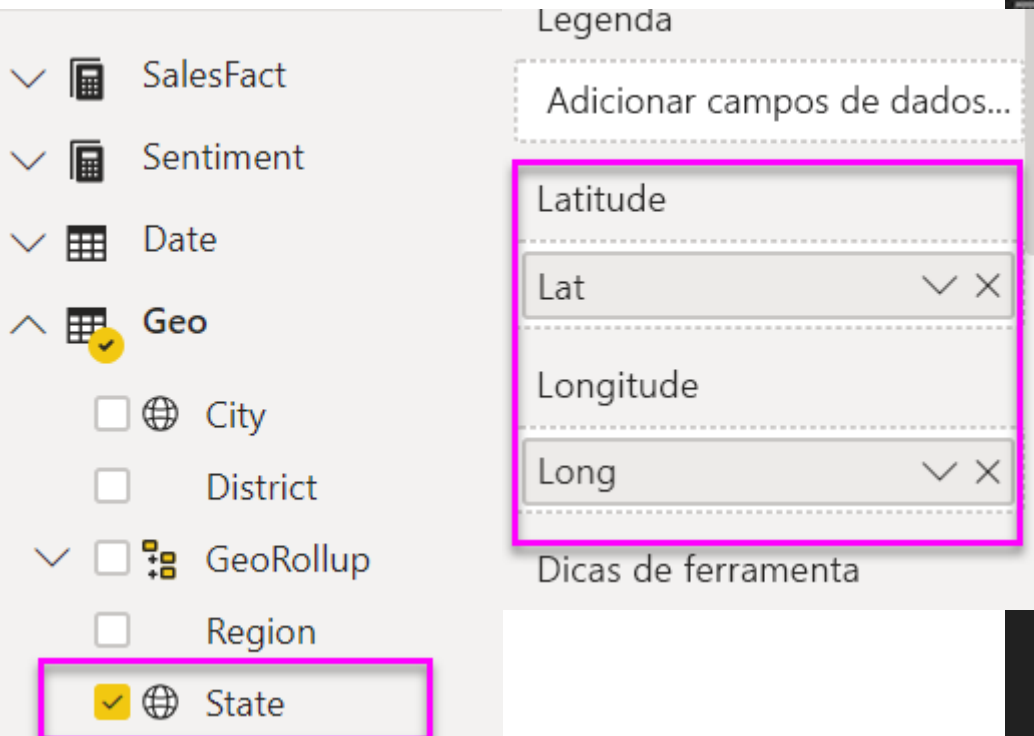 SalesFact
Sentiment
Date
Geo
City
District
GeoRollup
Region
State
Legenda
Adicionar campos de dados...
Latitude
Lat
Longitude
Long
Dicas de ferramenta